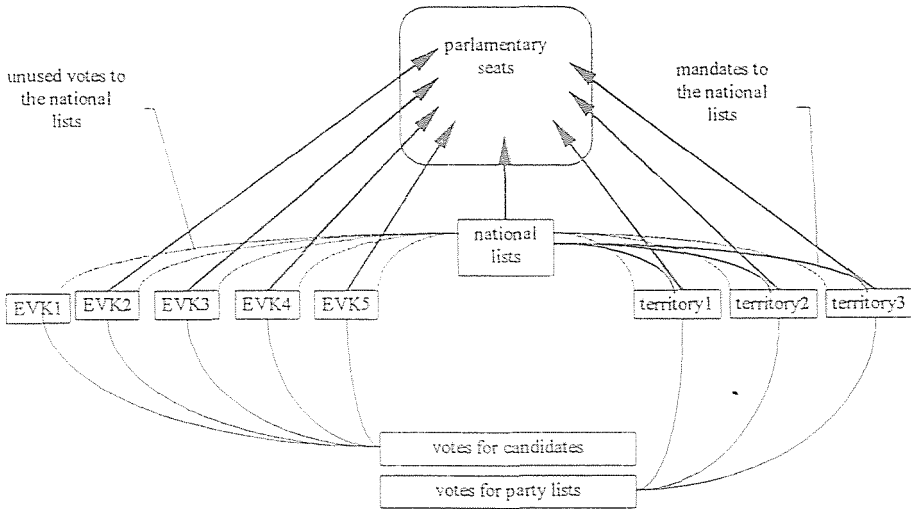 parlamentary
seats
unused votes to
the national
lists
mandates to
the national
lists
national
lists
EVK1
EVK2
EVK3
EVK4
EVK5
territory1
territory2
territory3
votes for candidates
votes for party lists